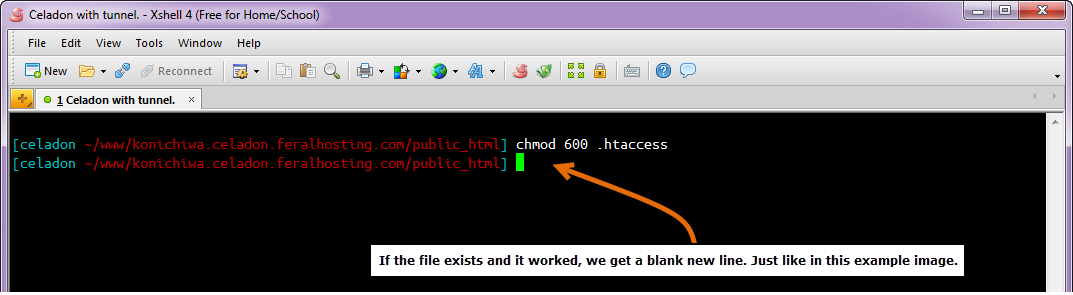 Celadon with tunnel. - Xshell 4 (Free for Home/School)
File Edit View Tools Window Help
New Reconnect
1 Celadon with tunnel.
[celadon ~/www/konichiwa.celadon.feralhosting.com/public_html] chmod 600 .htaccess
[celadon ~/www/konichiwa.celadon.feralhosting.com/public_html]
If the file exists and it worked, we get a blank new line. Just like in this example image.